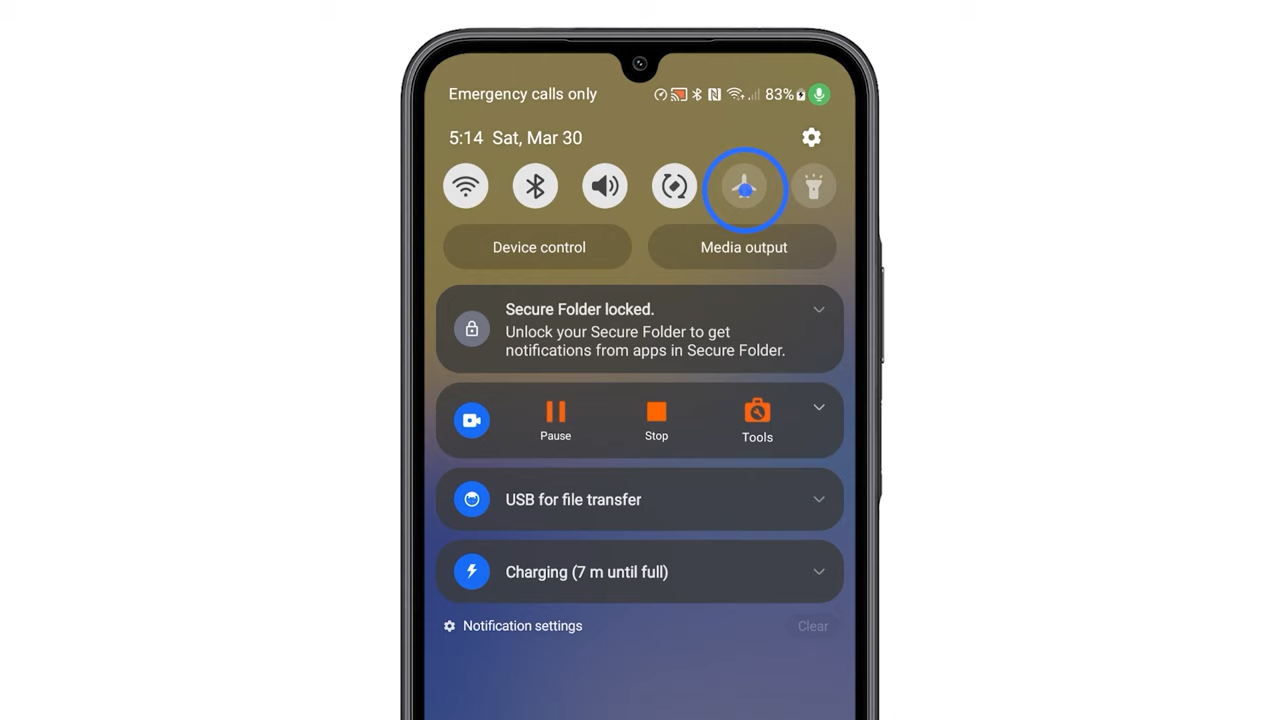 Emergency calls only
83%
5:14 Sat, Mar 30
Device control
Media output
Secure Folder locked.
Unlock your Secure Folder to get
notifications from apps in Secure Folder.
Pause
Stop
Tools
USB for file transfer
Charging (7 m until full)
Notification settings
Clear